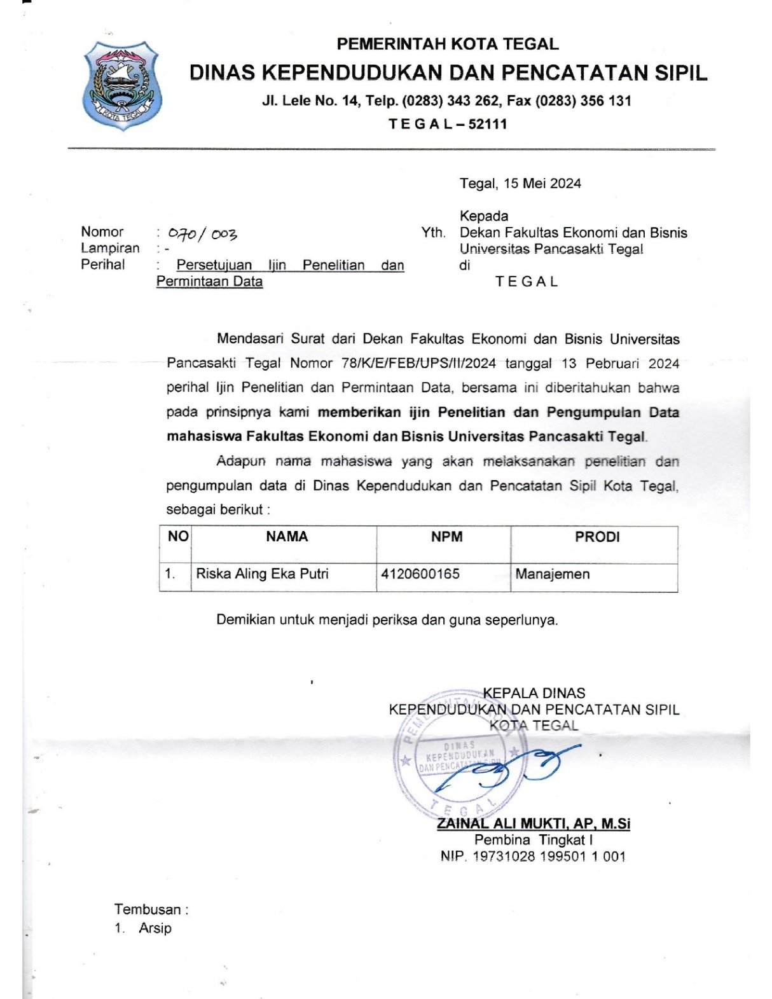 PEMERINTAH KOTA TEGAL
DINAS KEPENDUDUKAN DAN PENCATATAN SIPIL
Jl. Lele No. 14, Telp. (0283) 343 262, Fax (0283) 356 131
T E G A L – 52111
KOTA TEGAL
Tegal, 15 Mei 2024
Kepada
Nomor : 070/003
Yth. Dekan Fakultas Ekonomi dan Bisnis
Lampiran : -
Universitas Pancasakti Tegal
Perihal : Persetujuan Ijin Penelitian dan
di
Permintaan Data
T E G A L
Mendasari Surat dari Dekan Fakultas Ekonomi dan Bisnis Universitas
Pancasakti Tegal Nomor 78/K/E/FEB/UPS/II/2024 tanggal 13 Pebruari 2024
perihal Ijin Penelitian dan Permintaan Data, bersama ini diberitahukan bahwa
pada prinsipnya kami memberikan ijin Penelitian dan Pengumpulan Data
mahasiswa Fakultas Ekonomi dan Bisnis Universitas Pancasakti Tegal.
Adapun nama mahasiswa yang akan melaksanakan penelitian dan
pengumpulan data di Dinas Kependudukan dan Pencatatan Sipil Kota Tegal,
sebagai berikut :
NO NAMA NPM PRODI
1. Riska Aling Eka Putri 4120600165 Manajemen
Demikian untuk menjadi periksa dan guna seperlunya.
KEPALA DINAS
KEPENDUDUKAN DAN PENCATATAN SIPIL
KOTA TEGAL
PEMERINTAH KOTA
DINAS
KEPENDUDUKAN
DAN PENCATATAN SIPIL
TEGAL
ZAINAL ALI MUKTI, AP, M.Si
Pembina Tingkat I
NIP. 19731028 199501 1 001
Tembusan :
1. Arsip